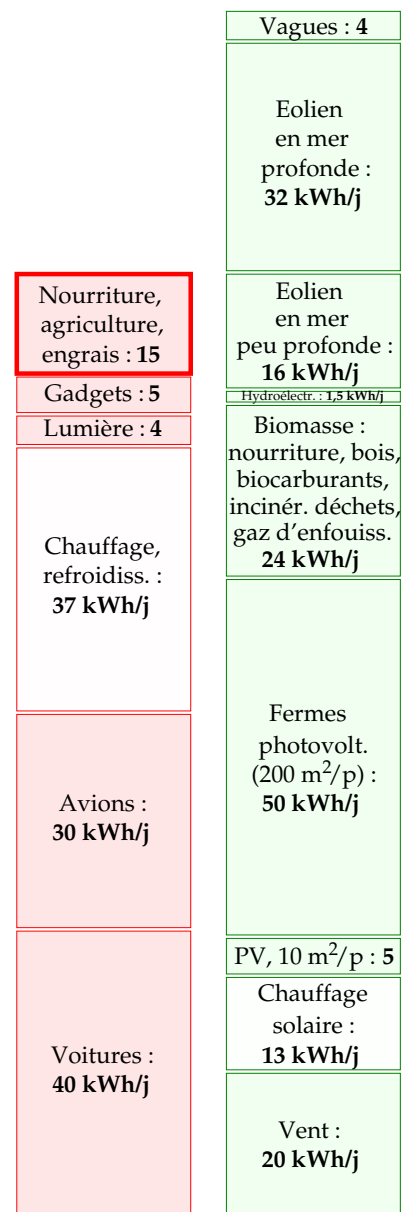 Nourriture,
agriculture,
engrais : 15
Gadgets : 5
Lumière : 4
Chauffage,
refroidiss. :
37 kWh/j
Avions :
30 kWh/j
Voitures :
40 kWh/j
Vagues : 4
Eolien
en mer
profonde :
32 kWh/j
Eolien
en mer
peu profonde :
16 kWh/j
Hydroélectr. : 1,5 kWh/j
Biomasse :
nourriture, bois,
biocarburants,
incinér. déchets,
gaz d'enfouiss.
24 kWh/j
Fermes
photovolt.
(200 m²/p) :
50 kWh/j
PV, 10 m²/p : 5
Chauffage
solaire :
13 kWh/j
Vent :
20 kWh/j